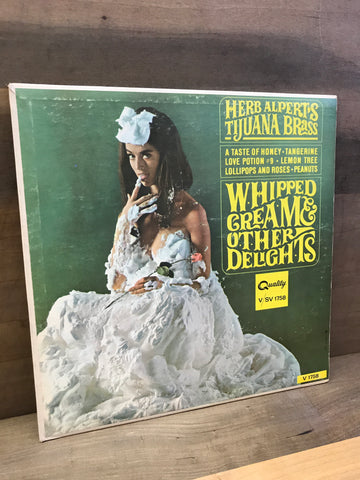 HERB ALPERT'S
TIJUANA BRASS
A TASTE OF HONEY • TANGERINE
LOVE POTION #9 • LEMON TREE
LOLLIPOPS AND ROSES • PEANUTS
WHIPPED
CREAM &
OTHER
DELIGHTS
Quality
V/SV 1758
V 1758